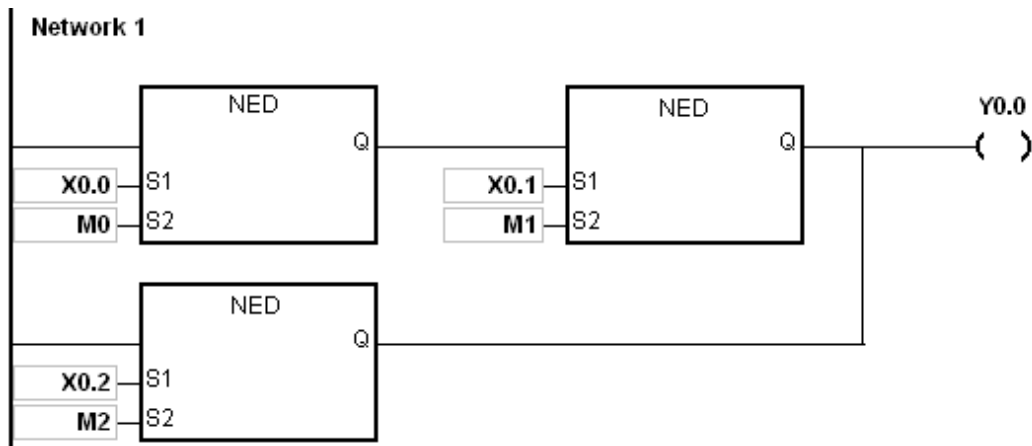 Network 1
NED NED Y0.0
Q Q
X0.0 S1 X0.1 S1
M0 S2 M1 S2
NED
Q
X0.2 S1
M2 S2